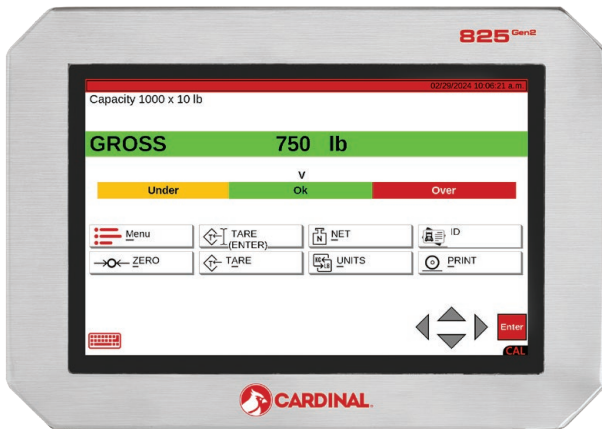 825 Gen2
02/29/2024 10:06:21 a.m.
Capacity 1000 x 10 lb
GROSS 750 lb
v
Under Ok Over
Menu TARE (ENTER) NET ID
ZERO TARE UNITS PRINT
Enter
CAL
CARDINAL